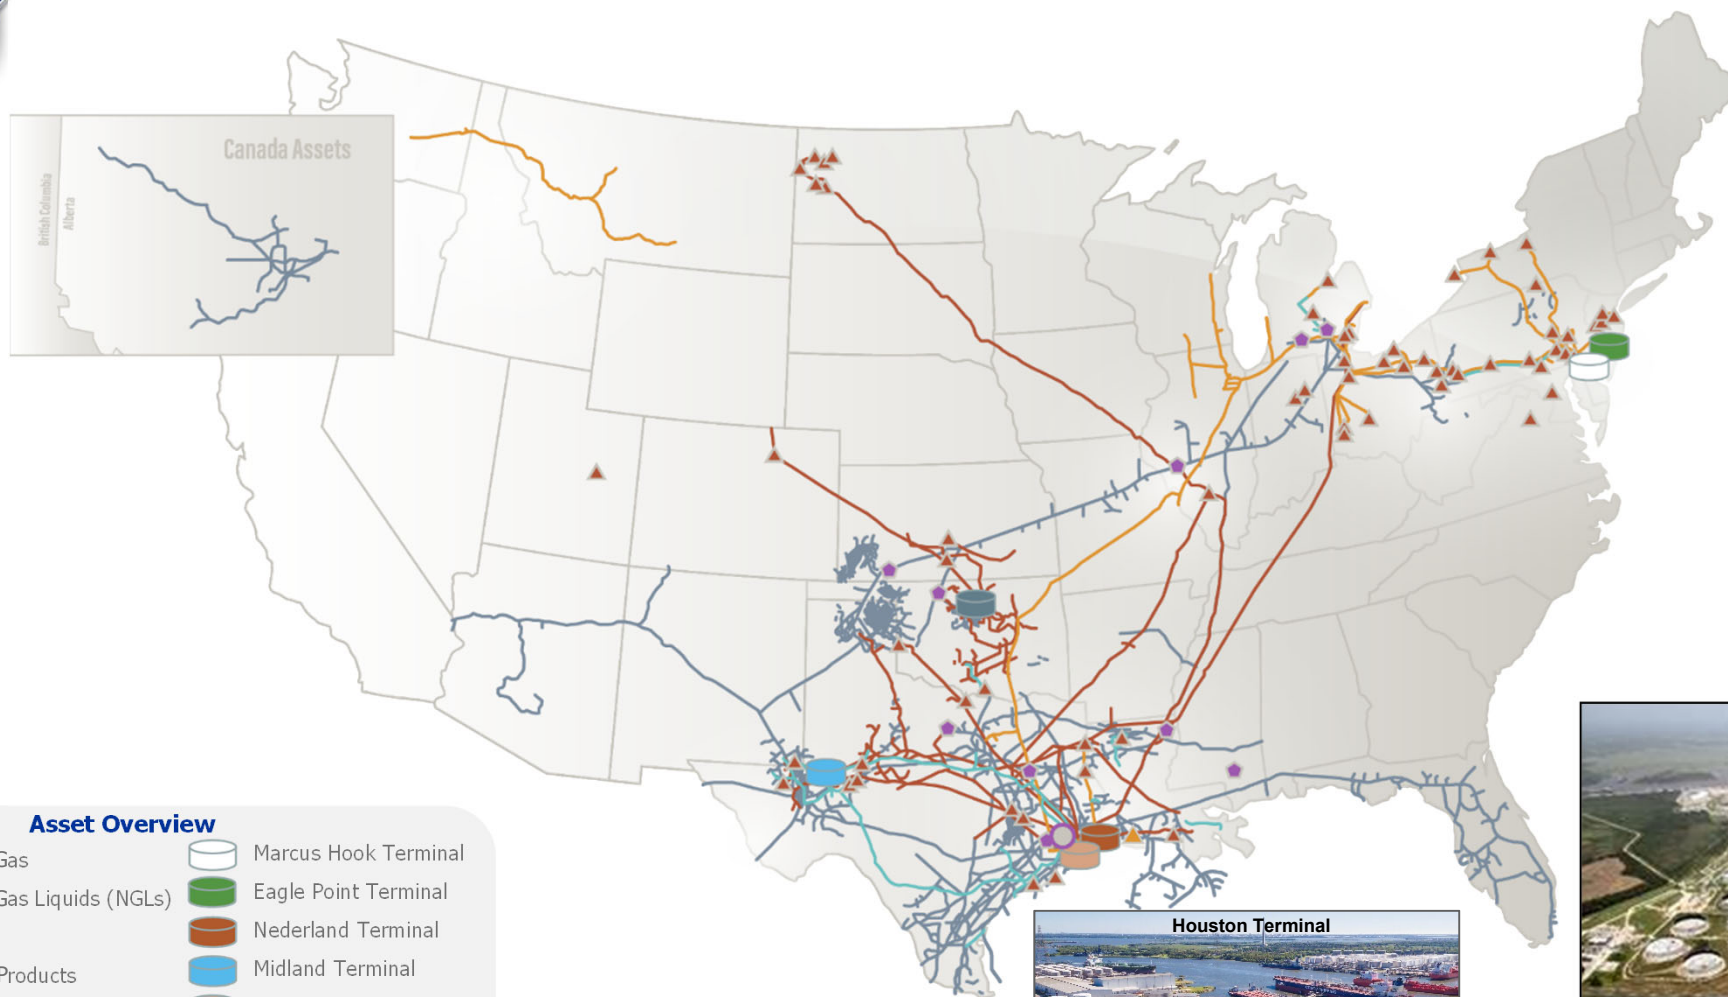 Canada Assets
British Columbia
Alberta
Asset Overview
Gas
Gas Liquids (NGLs)
Products
Marcus Hook Terminal
Eagle Point Terminal
Nederland Terminal
Midland Terminal
Houston Terminal